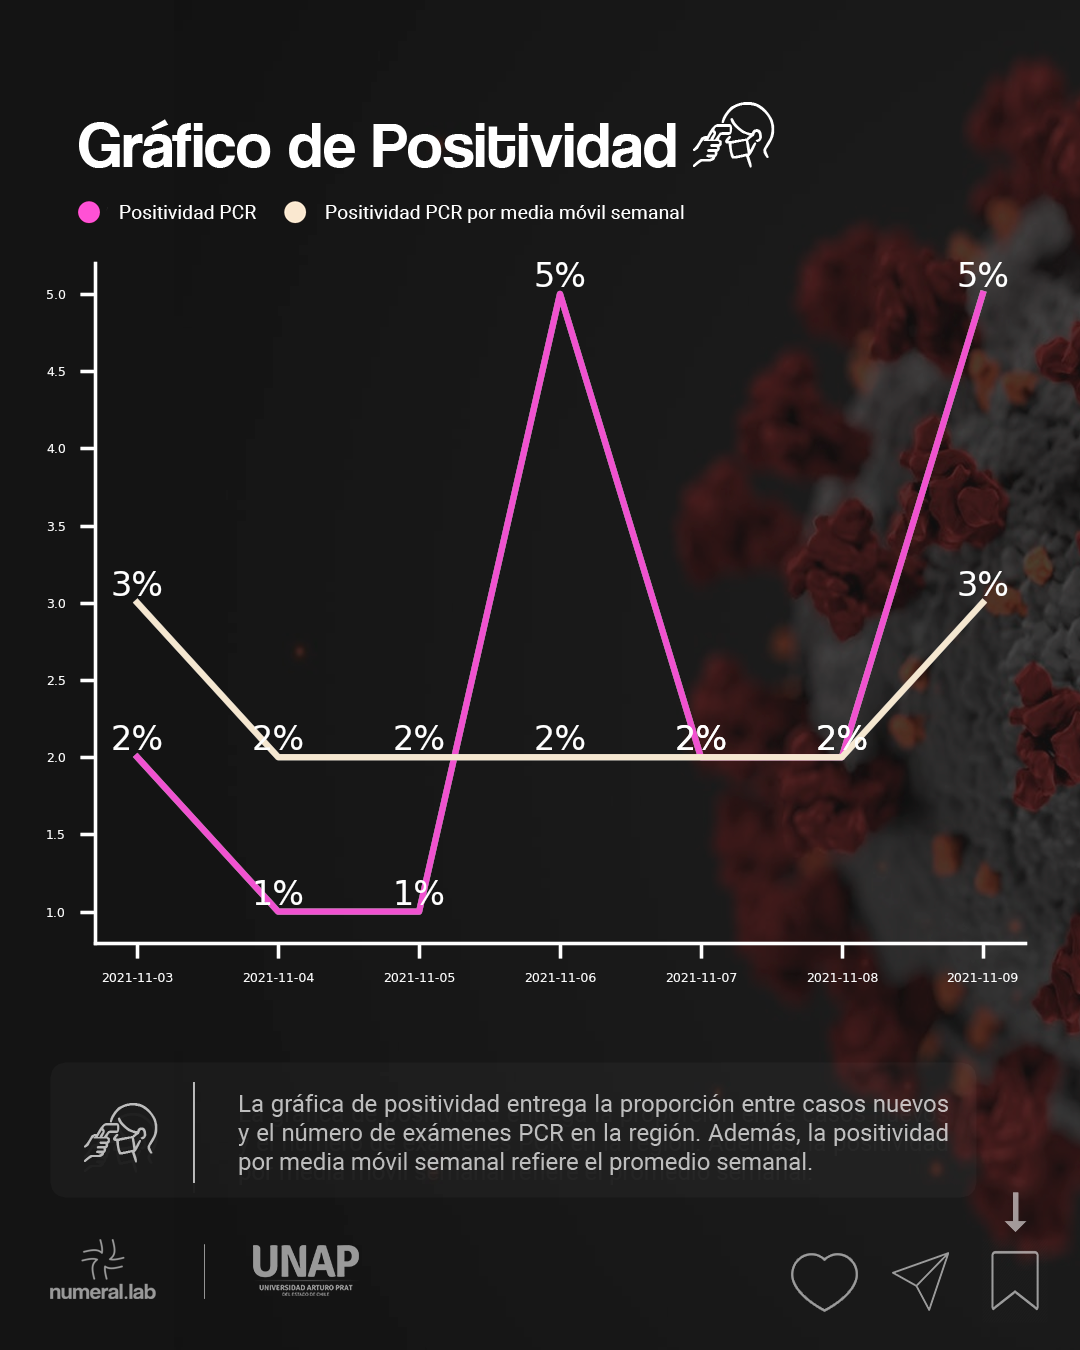 Gráfico de Positividad
Positividad PCR Positividad PCR por media móvil semanal
5% 5%
5.0
4.5
4.0
3.5
3% 3%
3.0
2.5
2% 2% 2% 2% 2% 2%
2.0
1.5
1% 1%
1.0
2021-11-03 2021-11-04 2021-11-05 2021-11-06 2021-11-07 2021-11-08 2021-11-09
La gráfica de positividad entrega la proporción entre casos nuevos
y el número de exámenes PCR en la región. Además, la positividad
por media móvil semanal refiere el promedio semanal.
numeral.lab
UNAP
UNIVERSIDAD ARTURO PRAT
DEL ESTADO DE CHILE